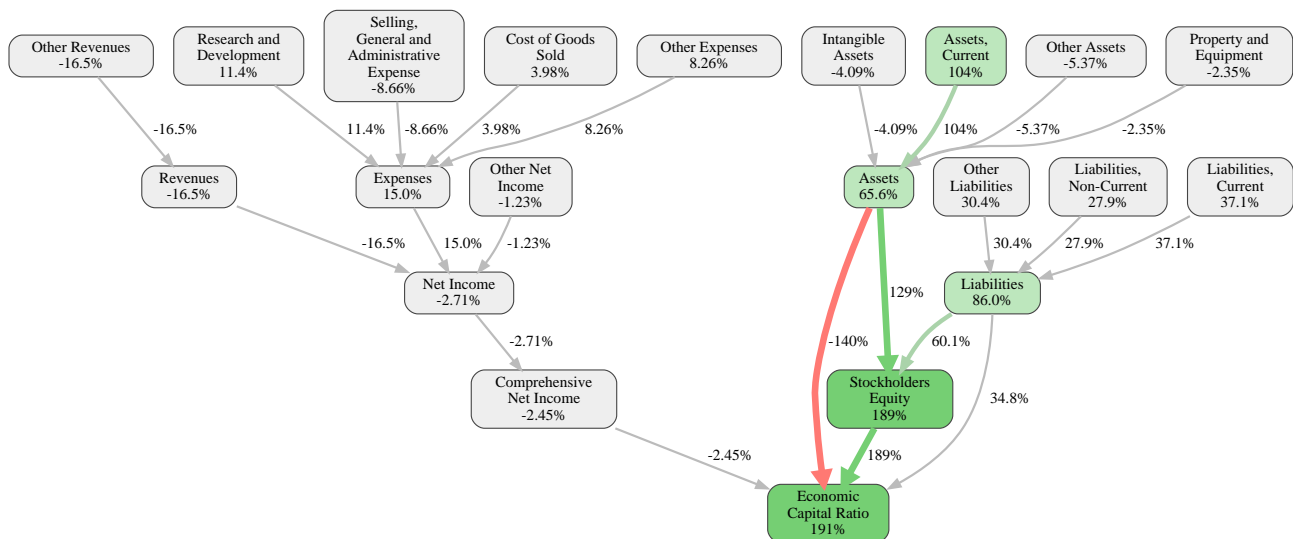 Other Revenues
-16.5%
Research and
Development
11.4%
Selling,
General and
Administrative
Expense
-8.66%
Cost of Goods
Sold
3.98%
Other Expenses
8.26%
Intangible
Assets
-4.09%
Assets,
Current
104%
Other Assets
-5.37%
Property and
Equipment
-2.35%
-16.5%
11.4%
-8.66%
3.98%
8.26%
-4.09%
104%
-5.37%
-2.35%
Revenues
-16.5%
Expenses
15.0%
Other Net
Income
-1.23%
Assets
65.6%
Other
Liabilities
30.4%
Liabilities,
Non-Current
27.9%
Liabilities,
Current
37.1%
-16.5%
15.0%
-1.23%
30.4%
27.9%
37.1%
Net Income
-2.71%
129%
Liabilities
86.0%
-2.71%
-140%
60.1%
Comprehensive
Net Income
-2.45%
Stockholders
Equity
189%
34.8%
-2.45%
189%
Economic
Capital Ratio
191%